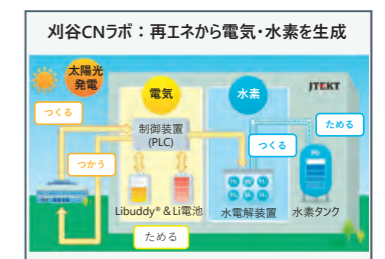 刈谷CNラボ：再エネから電気・水素を生成
太陽光
発電
電気
水素
JTEKT
つくる
制御装置
(PLC)
ためる
つくる
つかう
H₂
Libuddy®＆Li電池
水電解装置
水素タンク
ためる